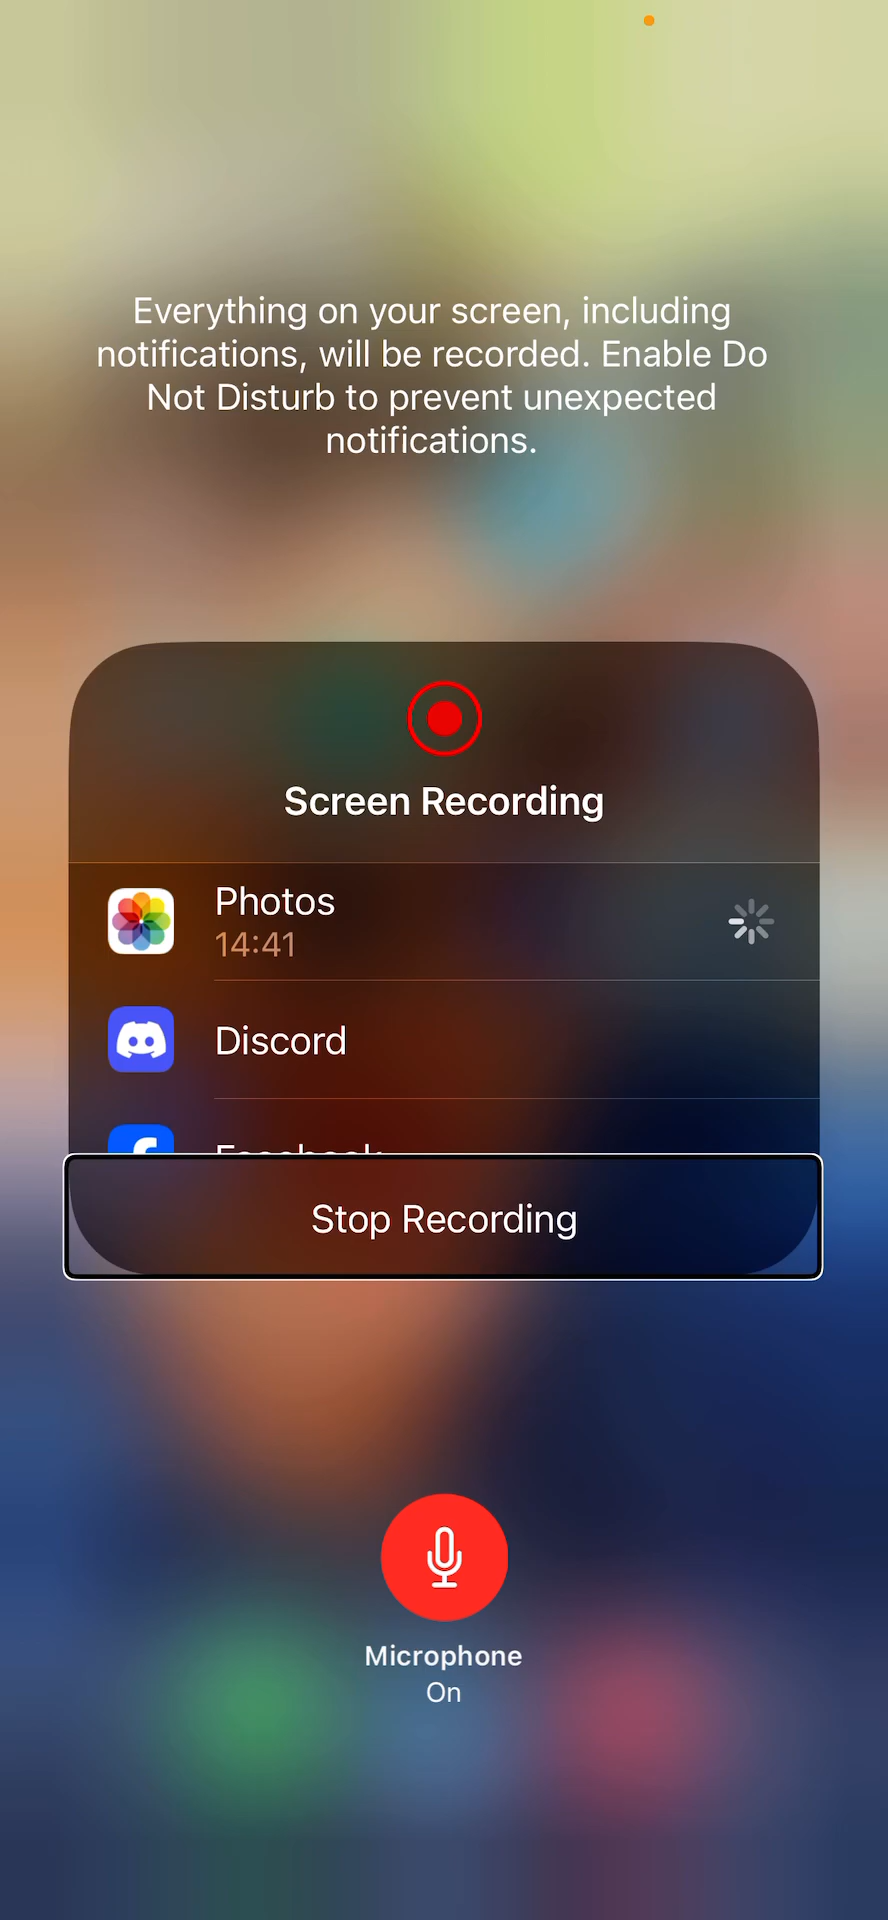 Everything on your screen, including
notifications, will be recorded. Enable Do
Not Disturb to prevent unexpected
notifications.
Screen Recording
Photos
14:41
Discord
Facebook
Stop Recording
Microphone
On